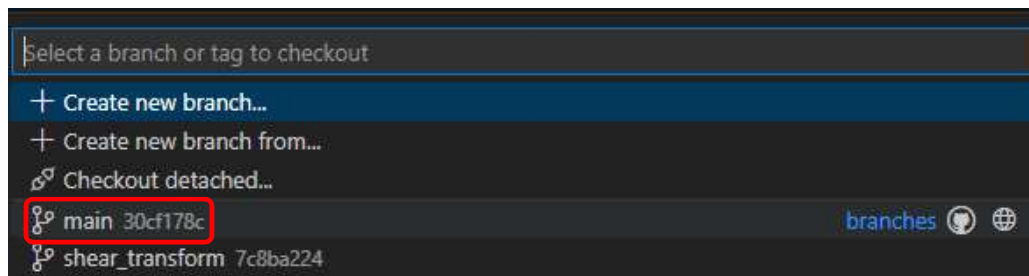 Select a branch or tag to checkout
Create new branch...
Create new branch from...
Checkout detached...
main 30cf178c branches
shear_transform 7c8ba224